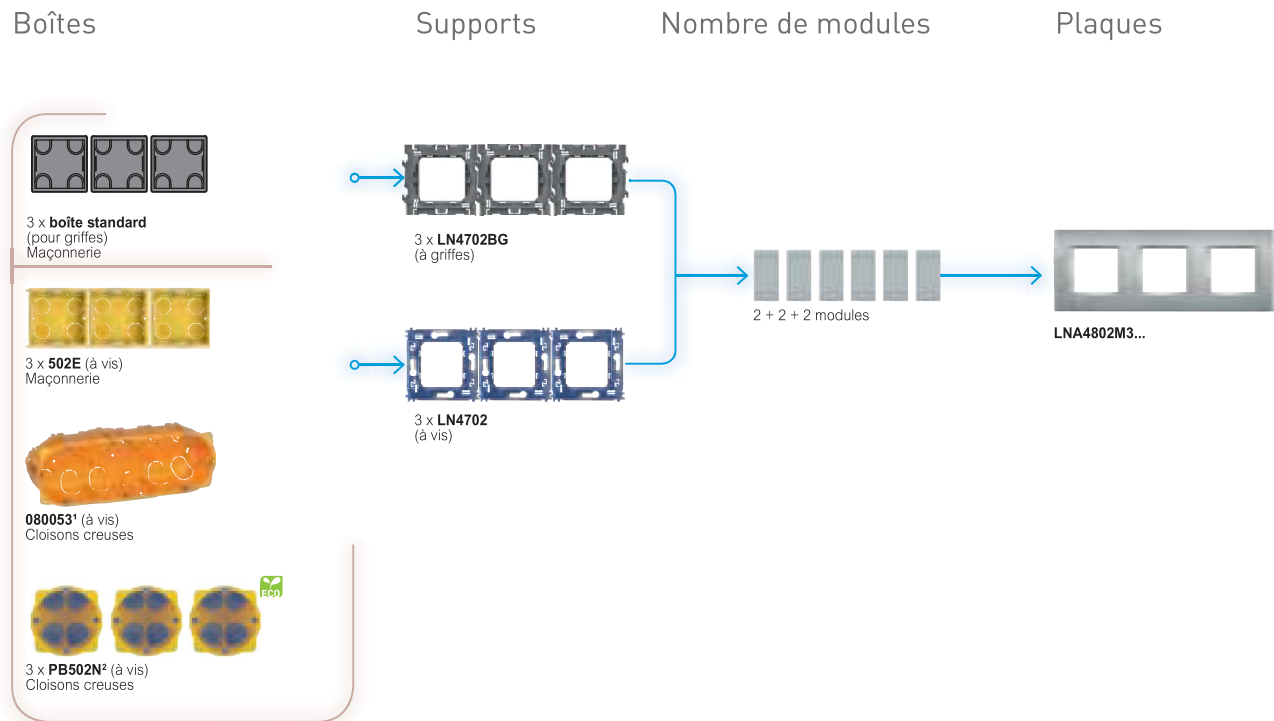 Boîtes
Supports
Nombre de modules
Plaques
3 x boîte standard
(pour griffes)
Maçonnerie
3 x 502E (à vis)
Maçonnerie
080053¹ (à vis)
Cloisons creuses
ECO
3 x PB502N² (à vis)
Cloisons creuses
3 x LN4702BG
(à griffes)
3 x LN4702
(à vis)
2 + 2 + 2 modules
LNA4802M3...